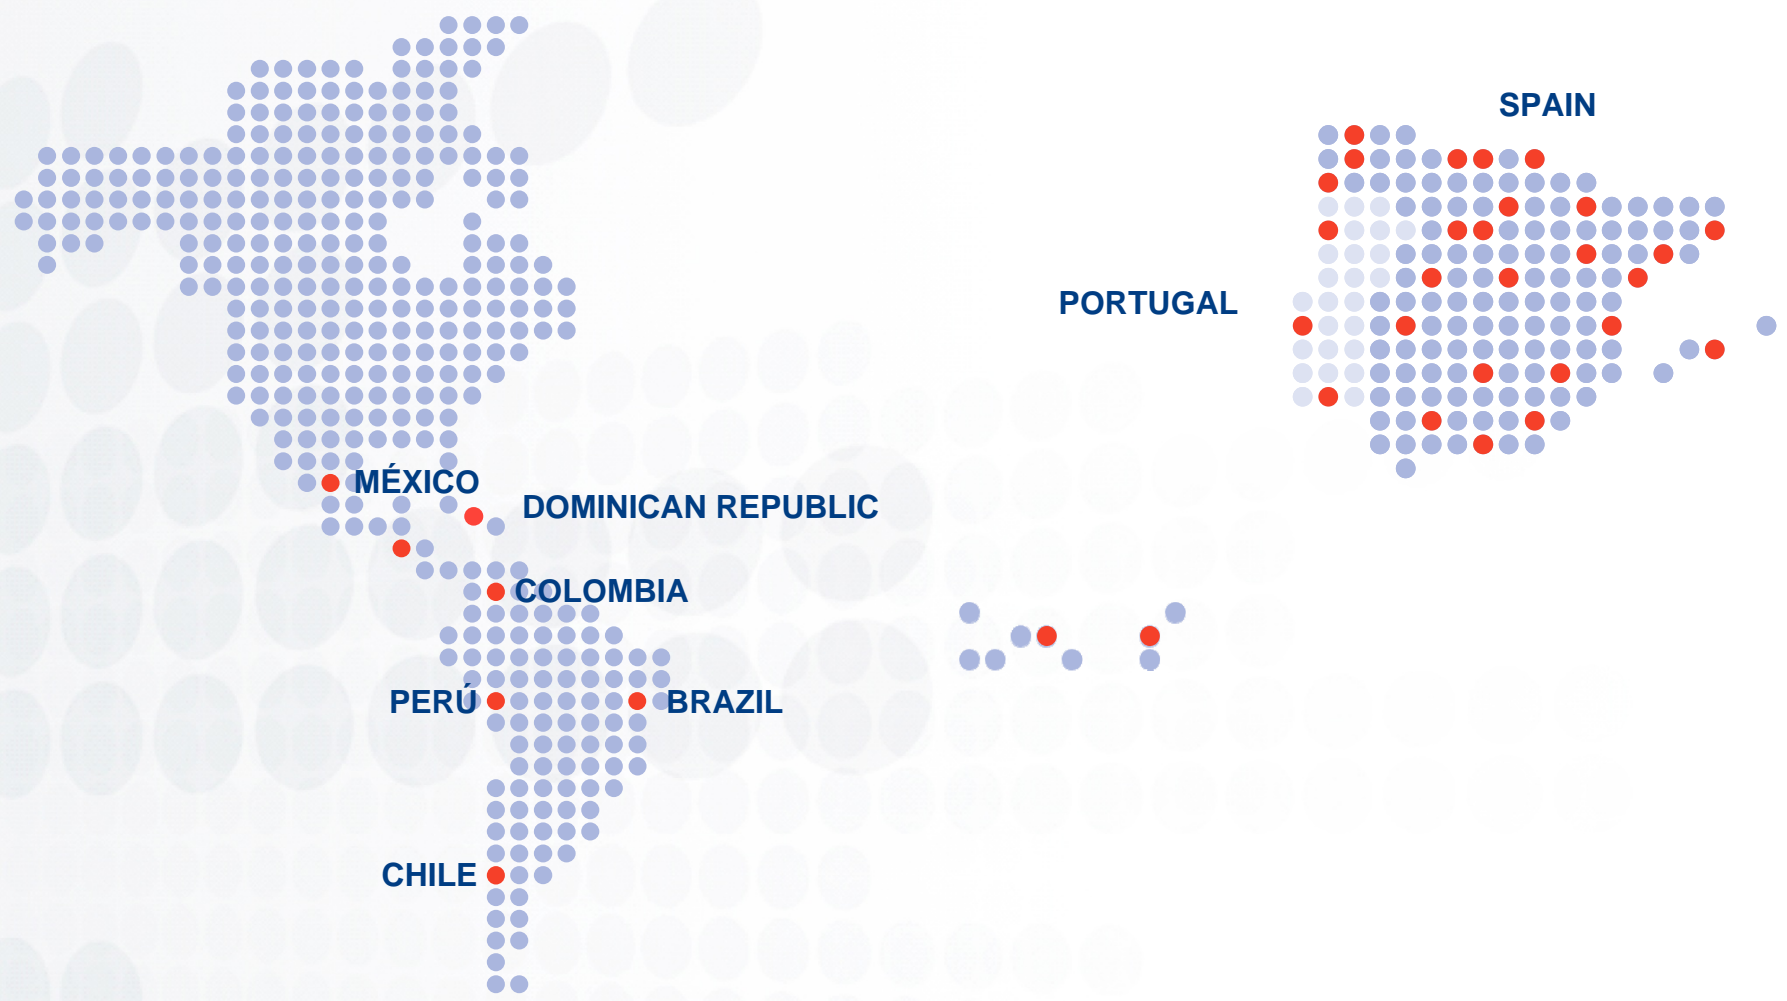 SPAIN
PORTUGAL
MÉXICO
DOMINICAN REPUBLIC
COLOMBIA
PERÚ
BRAZIL
CHILE